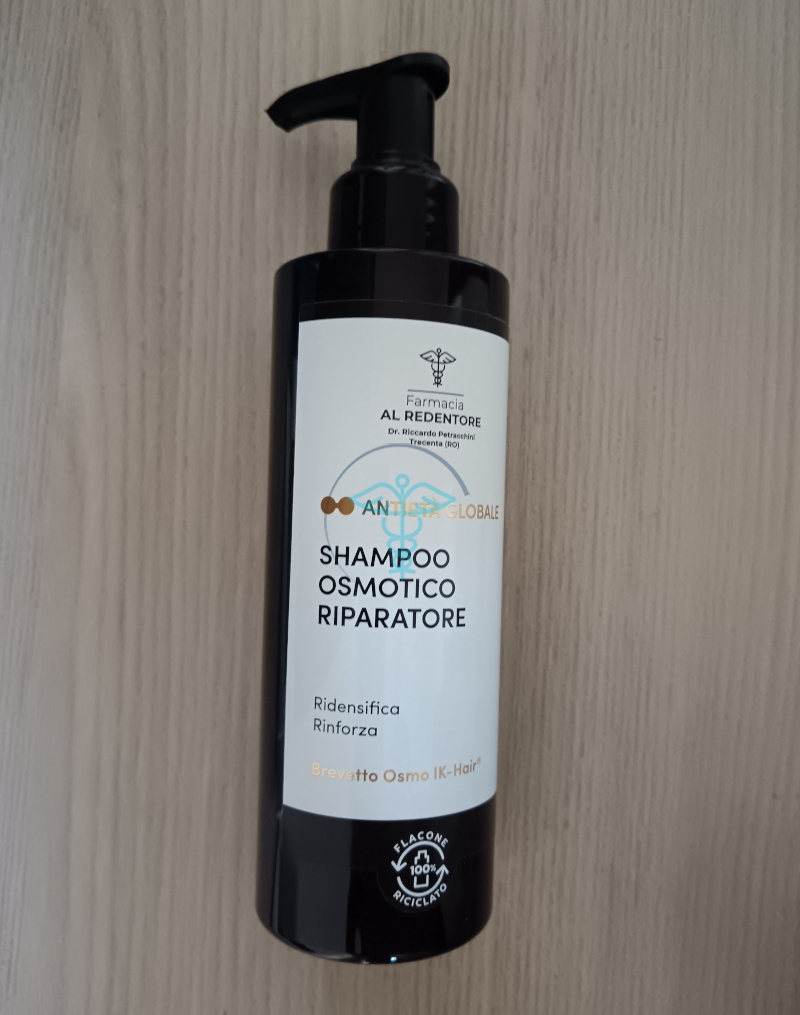 Farmacia
AL REDENTORE
Dr. Riccardo Petracchini
Trecenta (RO)
ANTIETÀ GLOBALE
SHAMPOO
OSMOTICO
RIPARATORE
Ridensifica
Rinforza
Brevetto Osmo IK-Hair®
FLACONE
100%
RICICLATO